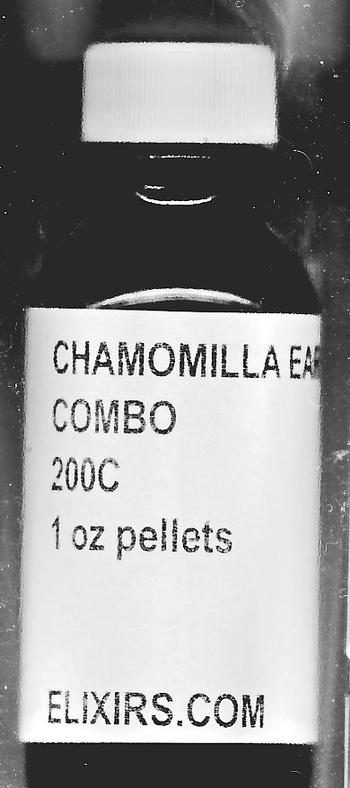 CHAMOMILLA
COMBO
200C
1 oz pellets
ELIXIRS.COM